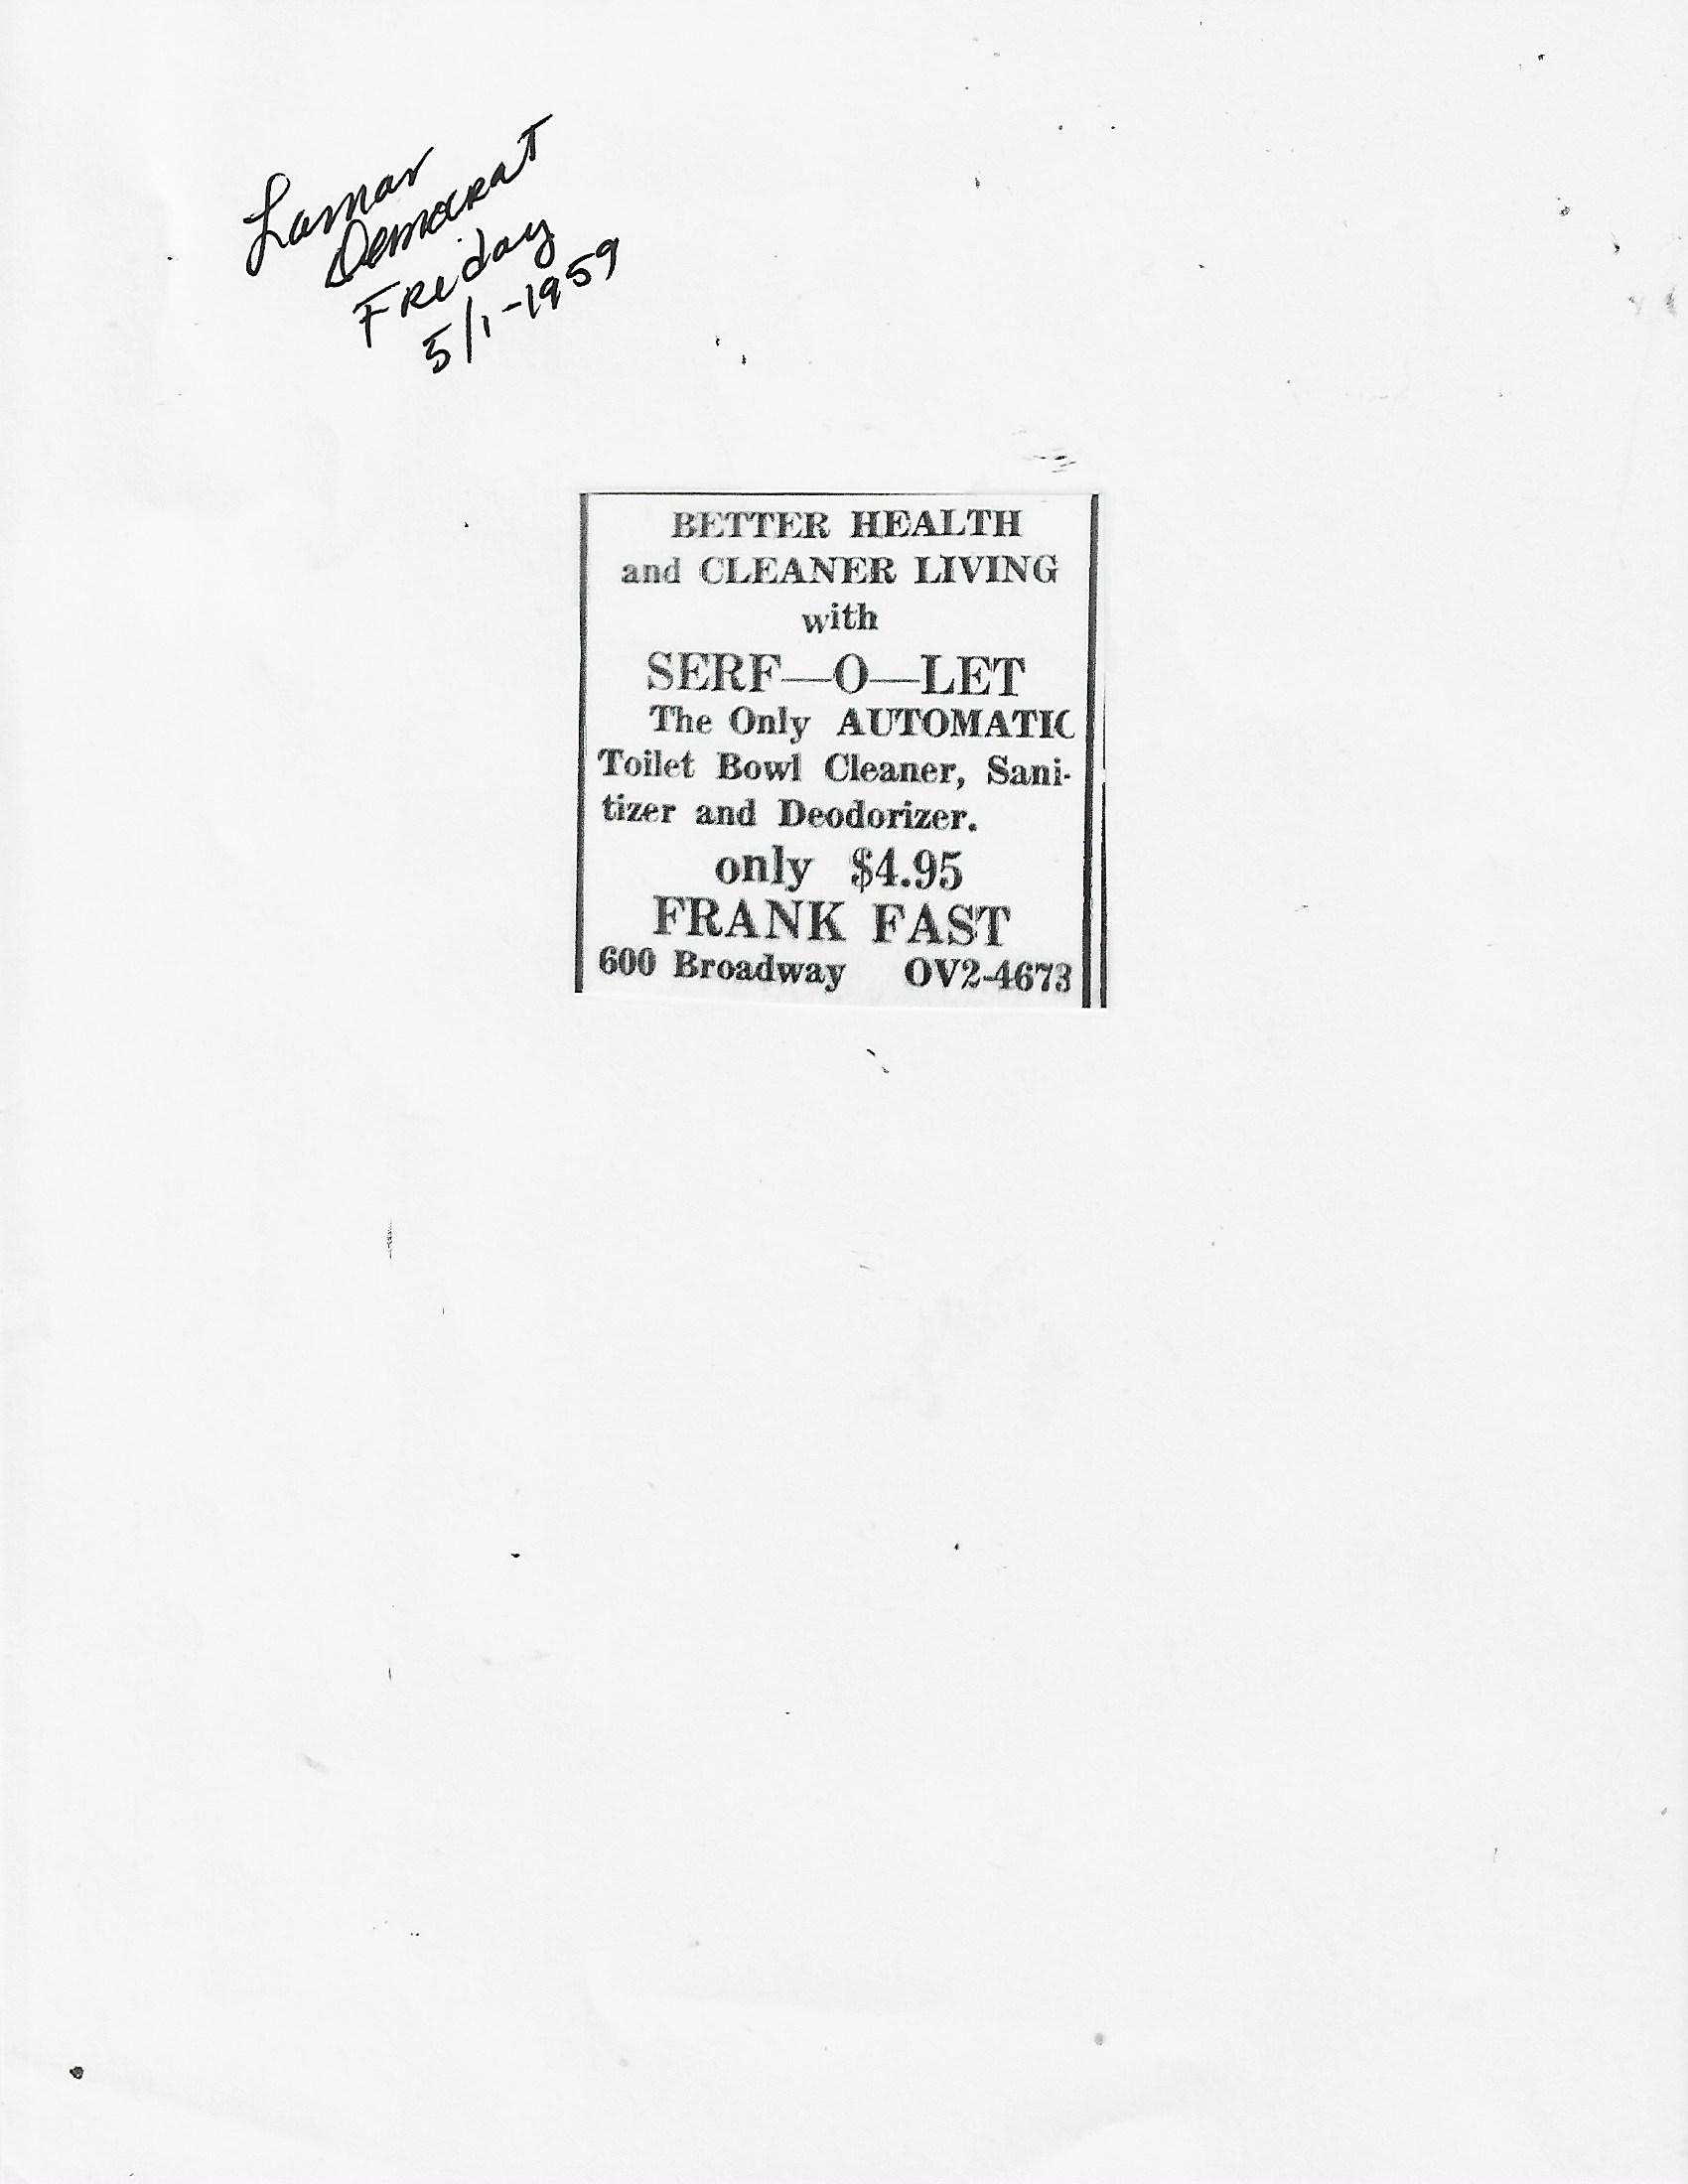 Lamar
Democrat
Friday
5/1-1959
BETTER HEALTH
and CLEANER LIVING
with
SERF—O—LET
The Only AUTOMATIC
Toilet Bowl Cleaner, Sani-
tizer and Deodorizer.
only $4.95
FRANK FAST
600 Broadway OV2-4673